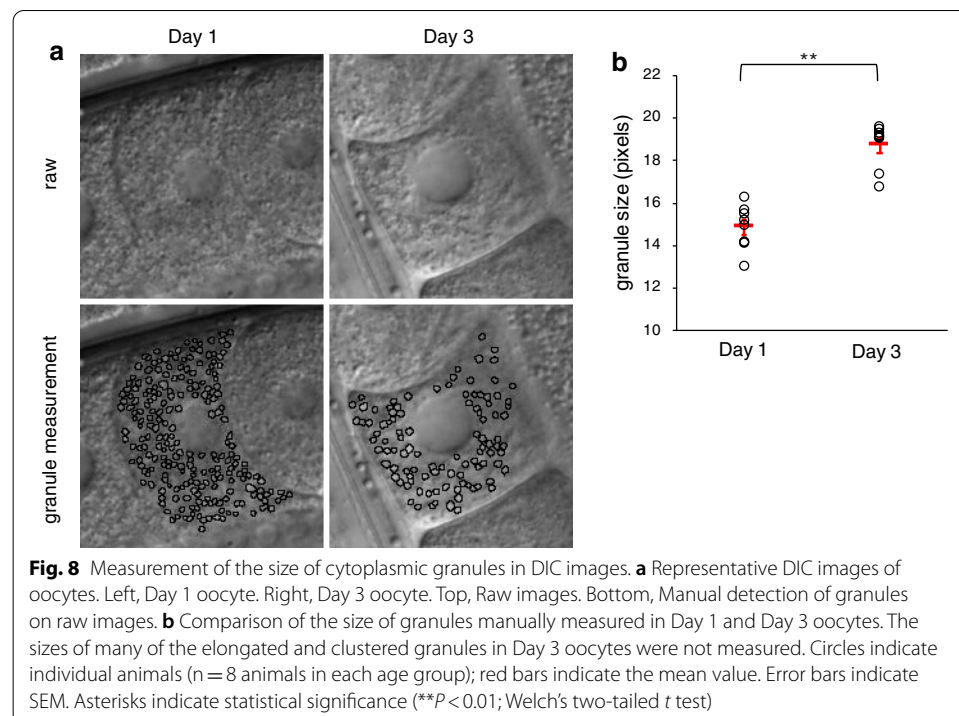 Day 1 Day 3
a
raw
granule measurement
b
**
granule size (pixels)
22
20
18
16
14
12
10
Day 1 Day 3
Fig. 8 Measurement of the size of cytoplasmic granules in DIC images. a Representative DIC images of
oocytes. Left, Day 1 oocyte. Right, Day 3 oocyte. Top, Raw images. Bottom, Manual detection of granules
on raw images. b Comparison of the size of granules manually measured in Day 1 and Day 3 oocytes. The
sizes of many of the elongated and clustered granules in Day 3 oocytes were not measured. Circles indicate
individual animals (n = 8 animals in each age group); red bars indicate the mean value. Error bars indicate
SEM. Asterisks indicate statistical significance (**P < 0.01; Welch's two-tailed t test)